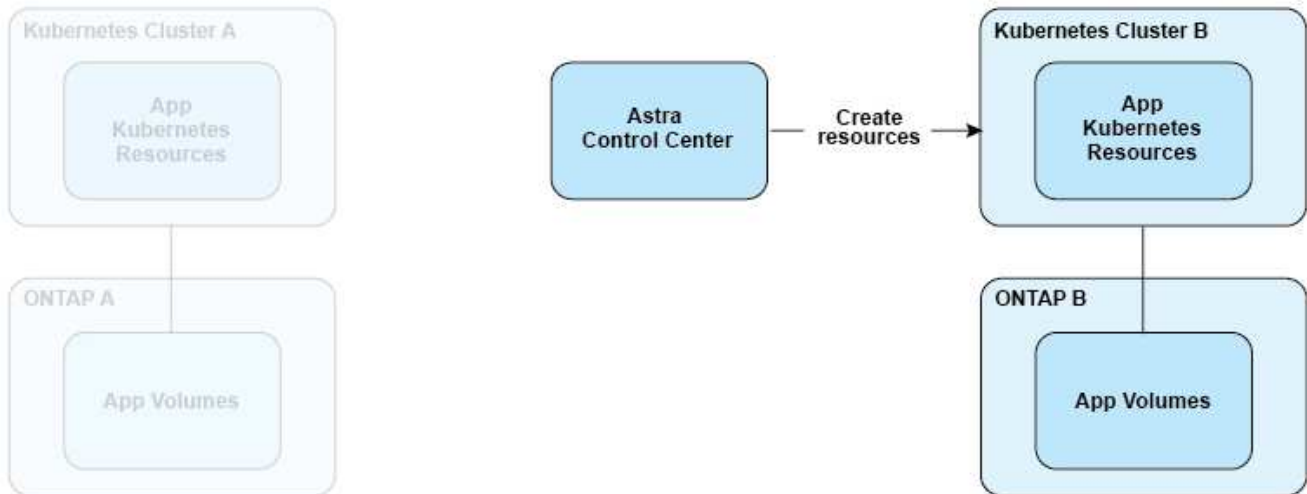 Kubernetes Cluster A
App
Kubernetes
Resources
ONTAP A
App Volumes
Astra
Control Center
Create
resources
Kubernetes Cluster B
App
Kubernetes
Resources
ONTAP B
App Volumes